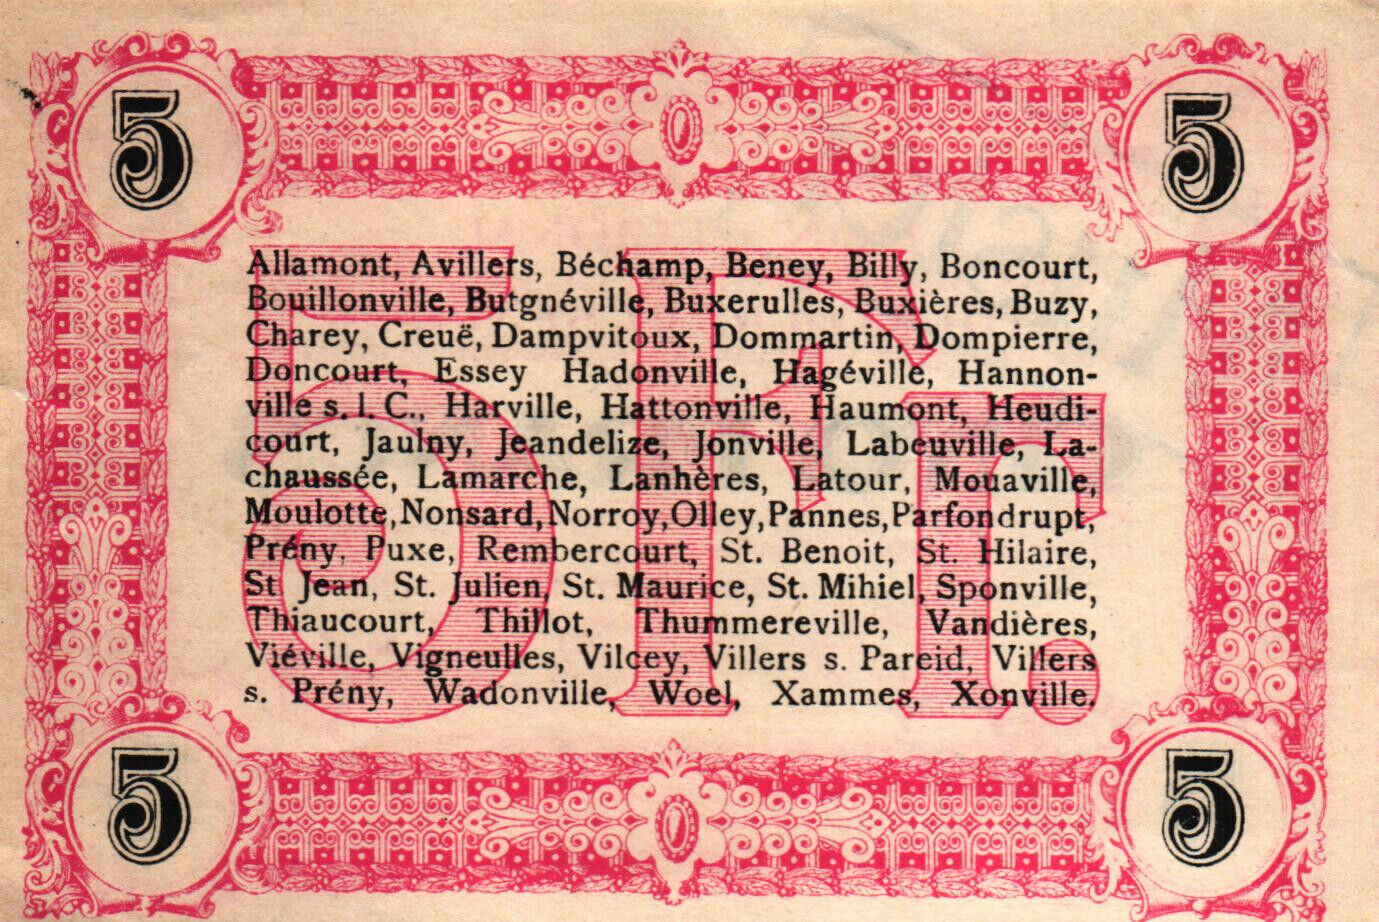 5 5
5 Fr.
Allamont, Avillers, Béchamp, Beney, Billy, Boncourt,
Bouillonville, Butgnéville, Buxerulles, Buxières, Buzy,
Charey, Creuë, Dampvitoux, Dommartin, Dompierre,
Doncourt, Essey Hadonville, Hagéville, Hannon-
ville s. l. C., Harville, Hattonville, Haumont, Heudi-
court, Jaulny, Jeandelize, Jonville, Labeuville, La-
chaussée, Lamarche, Lanhères, Latour, Mouaville,
Moulotte, Nonsard, Norroy, Olley, Pannes, Parfondrupt,
Prény, Puxe, Rembercourt, St. Benoit, St. Hilaire,
St Jean, St. Julien, St. Maurice, St. Mihiel, Sponville,
Thiaucourt, Thillot, Thummereville, Vandières,
Viéville, Vigneulles, Vilcey, Villers s. Pareid, Villers
s. Prény, Wadonville, Woel, Xammes, Xonville.
5 5